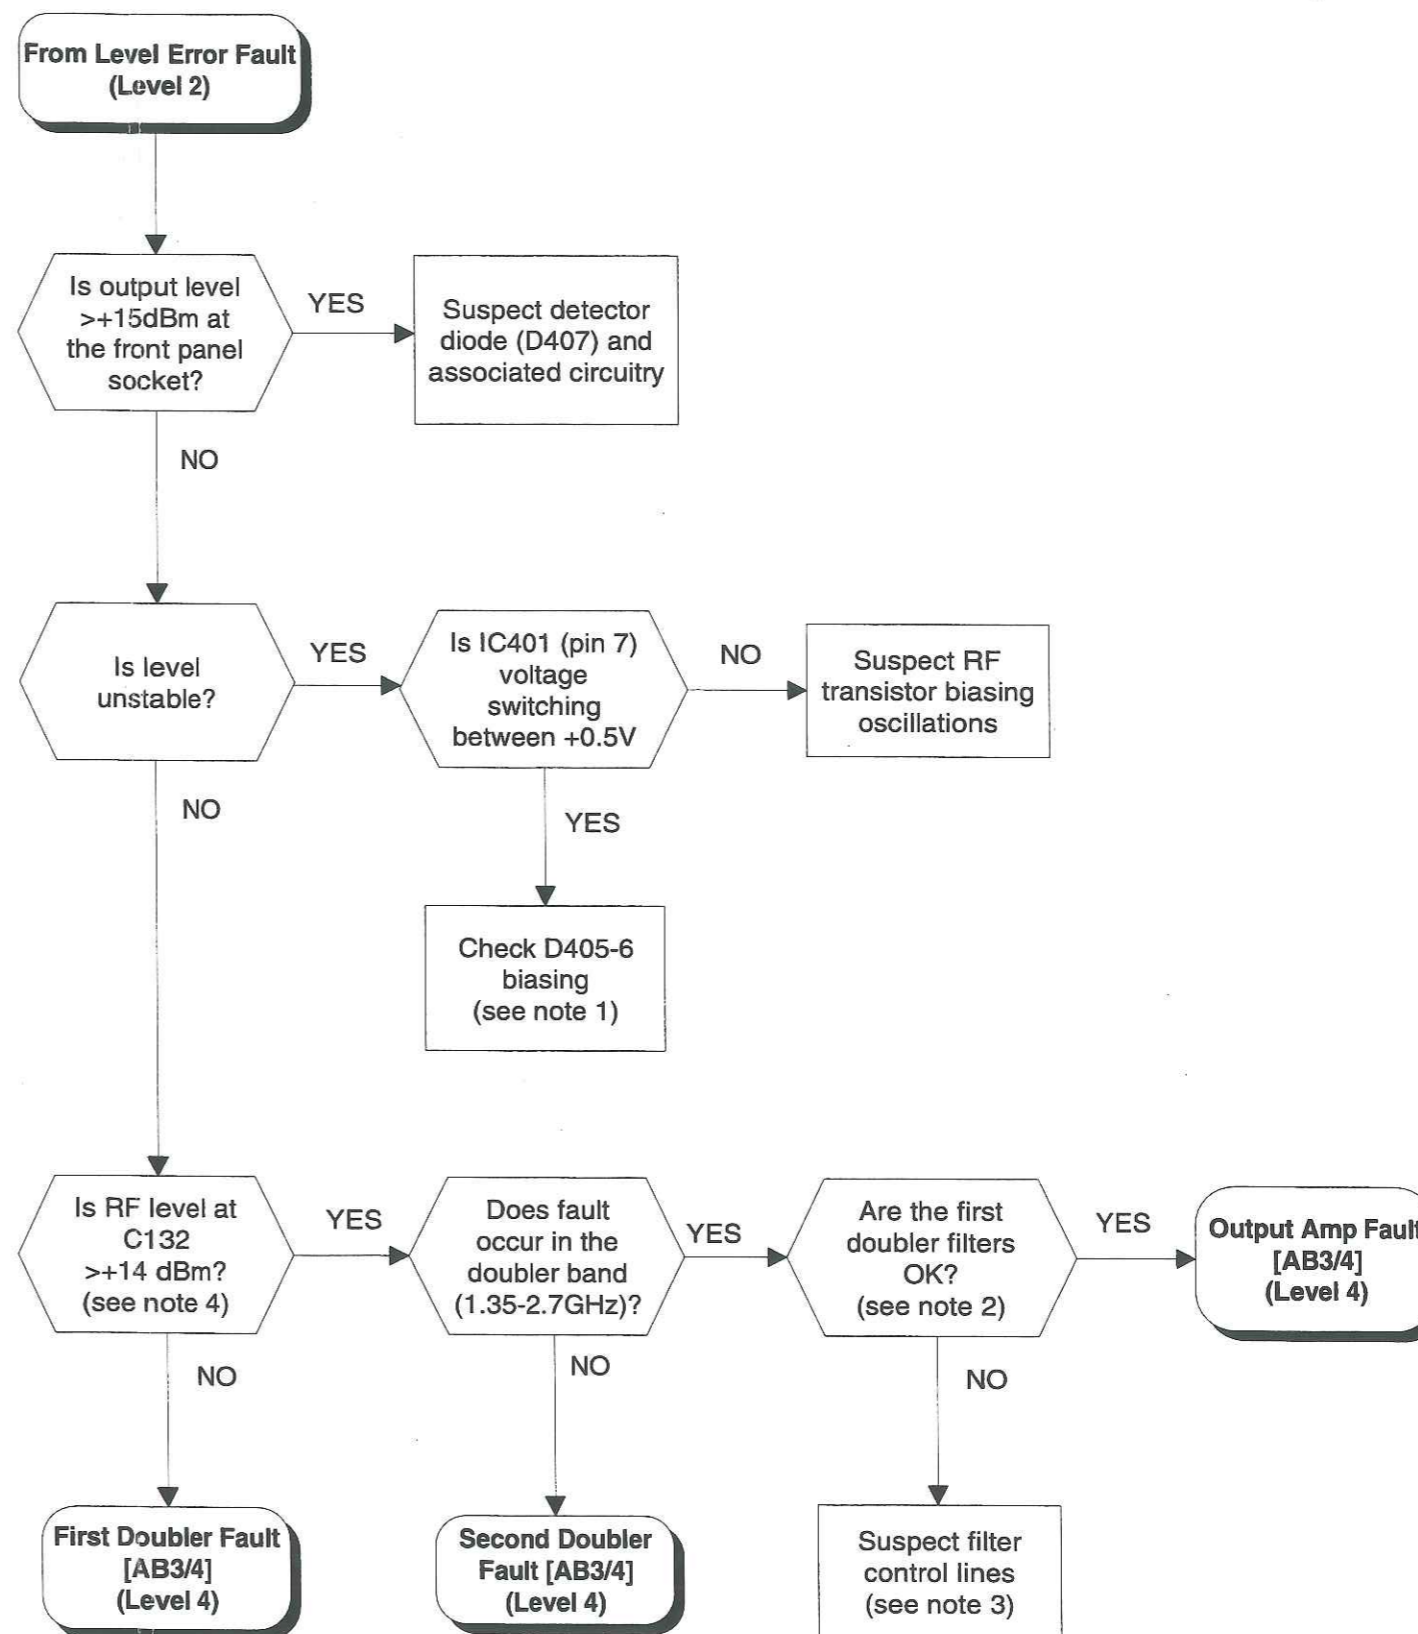 From Level Error Fault
(Level 2)
Is output level
>+15dBm at
the front panel
socket?
YES
Suspect detector
diode (D407) and
associated circuitry
NO
Is level
unstable?
YES
Is IC401 (pin 7)
voltage
switching
between +0.5V
NO
Suspect RF
transistor biasing
oscillations
NO
YES
Check D405-6
biasing
(see note 1)
Is RF level at
C132
>+14 dBm?
(see note 4)
YES
Does fault
occur in the
doubler band
(1.35-2.7GHz)?
YES
Are the first
doubler filters
OK?
(see note 2)
YES
Output Amp Fault
[AB3/4]
(Level 4)
NO
NO
NO
First Doubler Fault
[AB3/4]
(Level 4)
Second Doubler
Fault [AB3/4]
(Level 4)
Suspect filter
control lines
(see note 3)